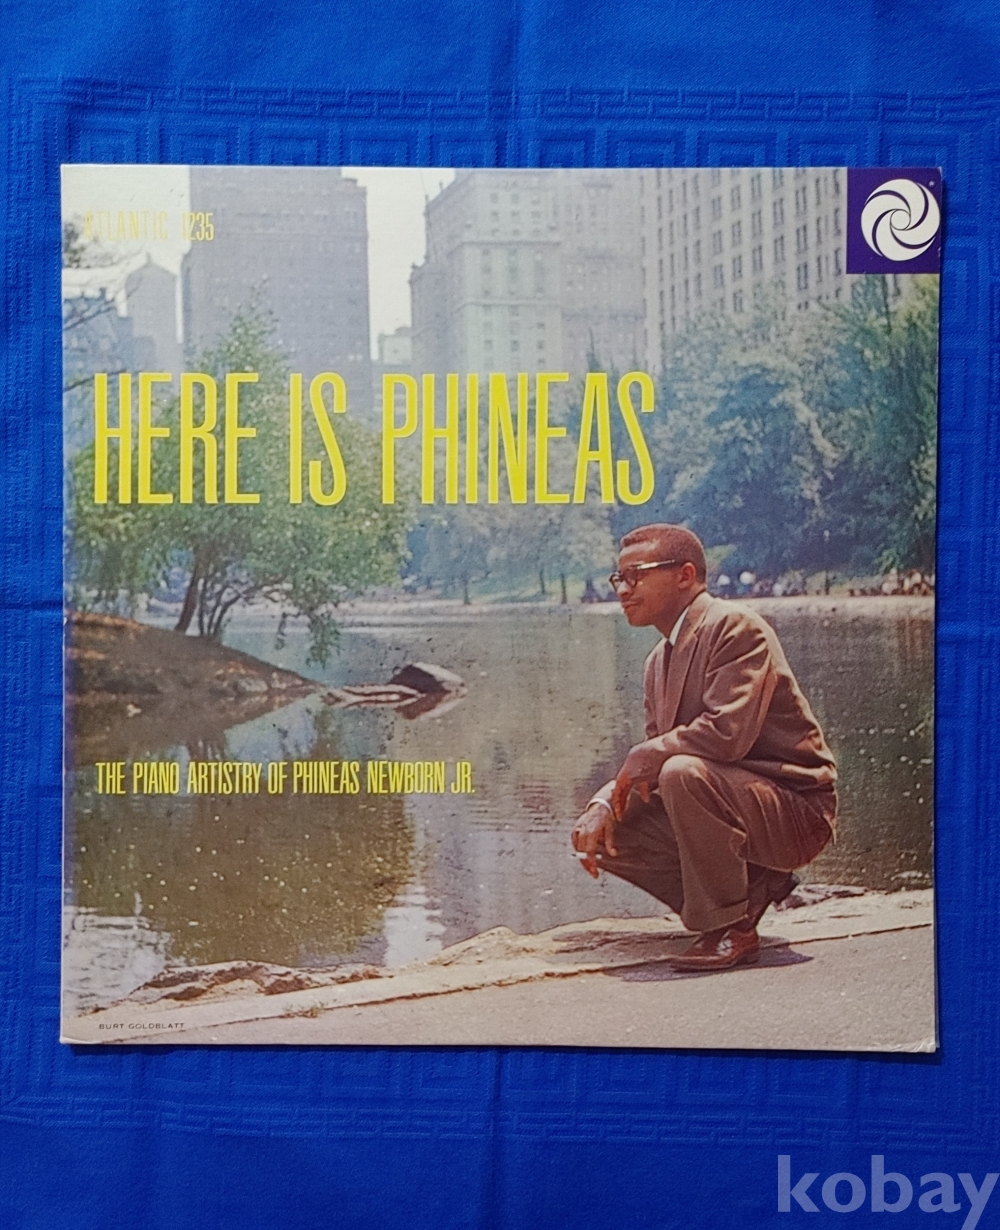 ATLANTIC 1235
HERE IS PHINEAS
THE PIANO ARTISTRY OF PHINEAS NEWBORN JR.
BURT GOLDBLATT
kobay